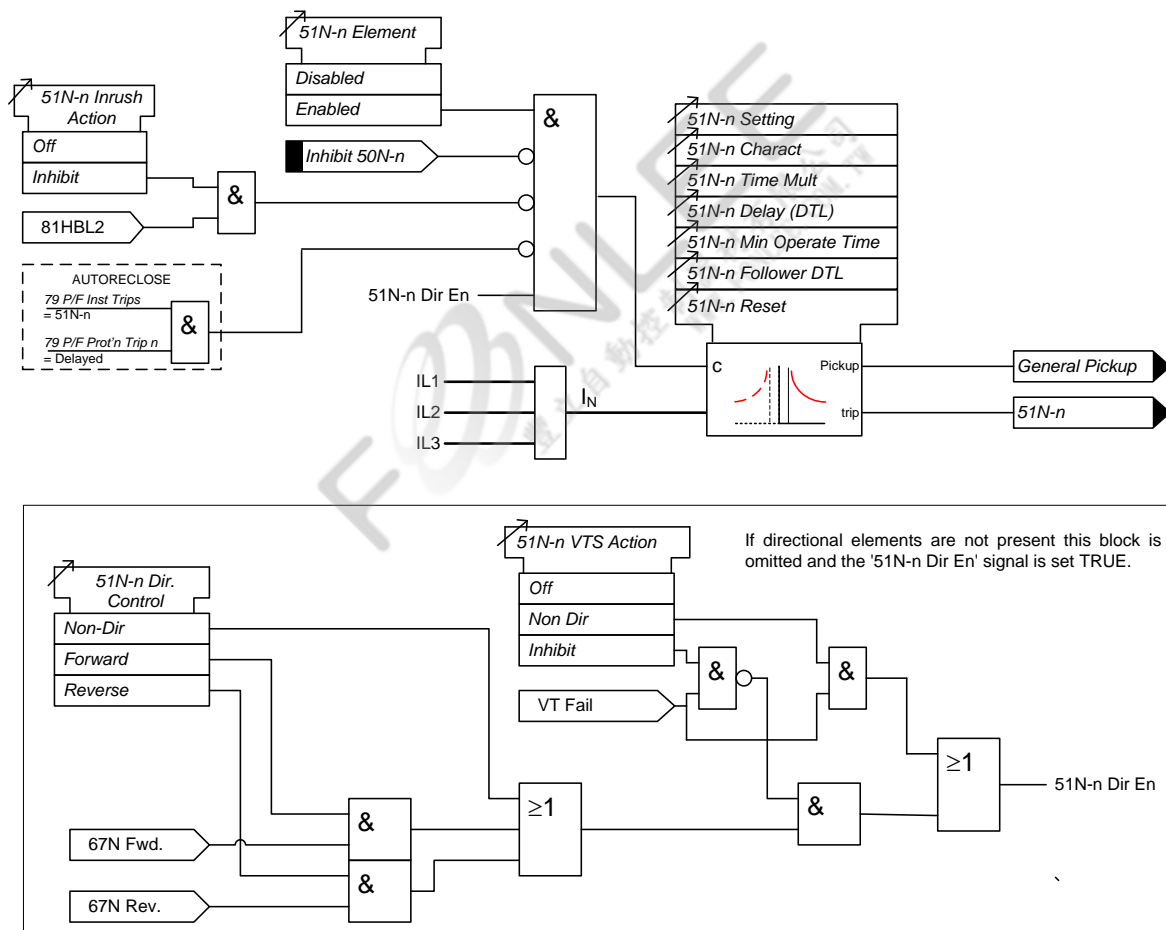 51N-n Element
Disabled
Enabled
51N-n Inrush
Action
Off
Inhibit
Inhibit 50N-n
81HBL2
&
&
AUTORECLOSE
79 P/F Inst Trips
= 51N-n
79 P/F Prot'n Trip n
= Delayed
&
51N-n Dir En
51N-n Setting
51N-n Charact
51N-n Time Mult
51N-n Delay (DTL)
51N-n Min Operate Time
51N-n Follower DTL
51N-n Reset
IL1
IL2
IL3
IN
c
Pickup
trip
General Pickup
51N-n
FONLEE
51N-n VTS Action
Off
Non Dir
Inhibit
If directional elements are not present this block is
omitted and the '51N-n Dir En' signal is set TRUE.
51N-n Dir.
Control
Non-Dir
Forward
Reverse
VT Fail
&
&
≥1
51N-n Dir En
≥1
&
&
&
67N Fwd.
67N Rev.